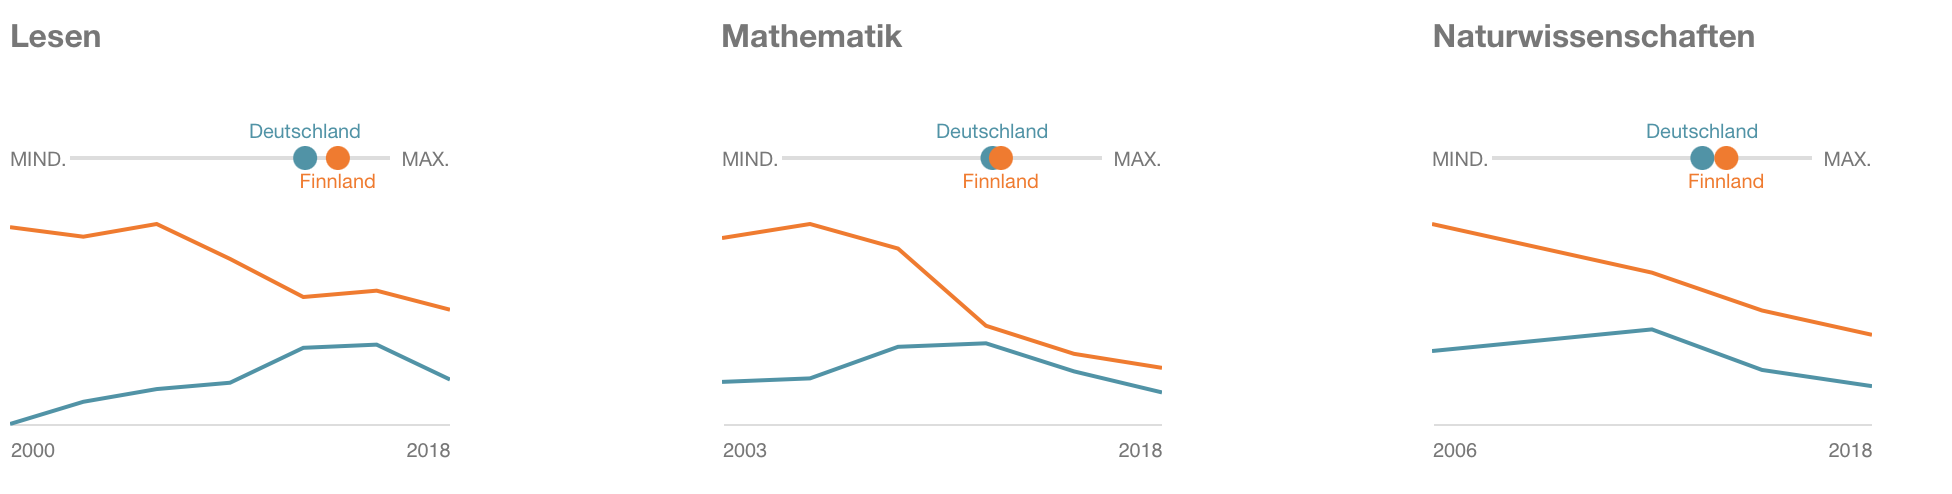 Lesen
Deutschland
MIND.
MAX.
Finnland
2000
2018
Mathematik
Deutschland
MIND.
MAX.
Finnland
2003
2018
Naturwissenschaften
Deutschland
MIND.
MAX.
Finnland
2006
2018